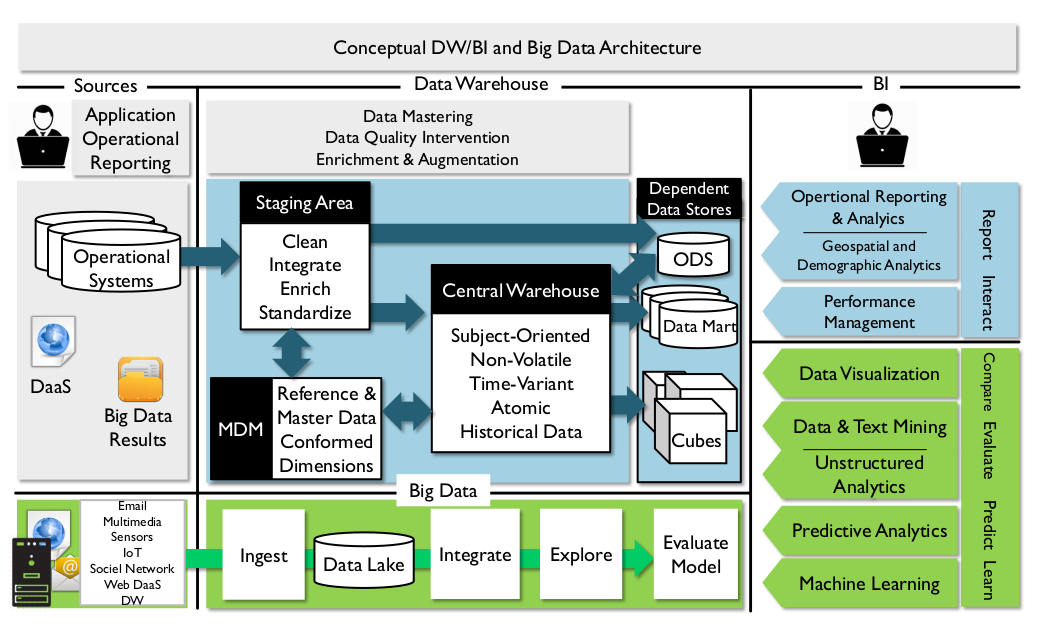 Conceptual DW/BI and Big Data Architecture
Sources
Data Warehouse
BI
Application
Operational
Reporting
Data Mastering
Data Quality Intervention
Enrichment & Augmentation
Operational
Systems
DaaS
Big Data
Results
Staging Area
Clean
Integrate
Enrich
Standardize
MDM
Reference &
Master Data
Conformed
Dimensions
Central Warehouse
Subject-Oriented
Non-Volatile
Time-Variant
Atomic
Historical Data
Dependent
Data Stores
ODS
Data Mart
Cubes
Opertional Reporting
& Analyics
Geospatial and
Demographic Analytics
Performance
Management
Report Interact
Data Visualization
Data & Text Mining
Unstructured
Analytics
Predictive Analytics
Machine Learning
Compare Evaluate Predict Learn
Big Data
Email
Multimedia
Sensors
IoT
Sociel Network
Web DaaS
DW
@
Ingest
Data Lake
Integrate
Explore
Evaluate
Model